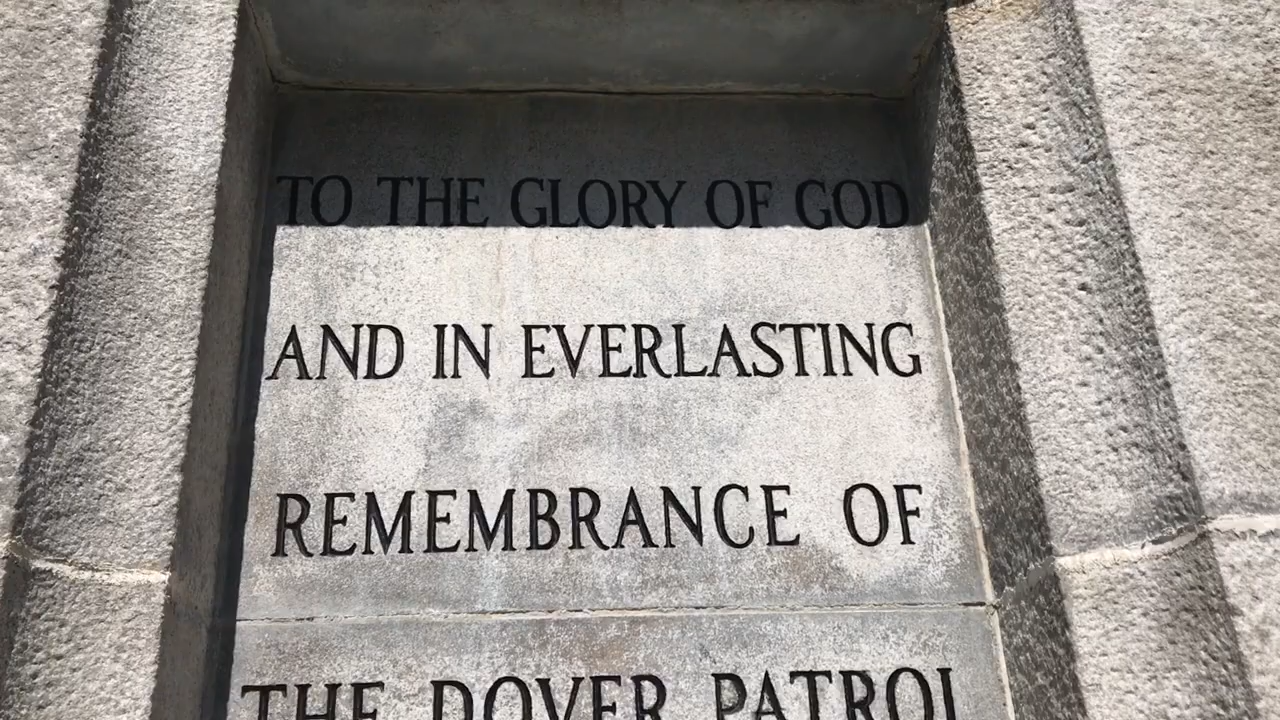 TO THE GLORY OF GOD
AND IN EVERLASTING
REMEMBRANCE OF
THE DOVER PATROL